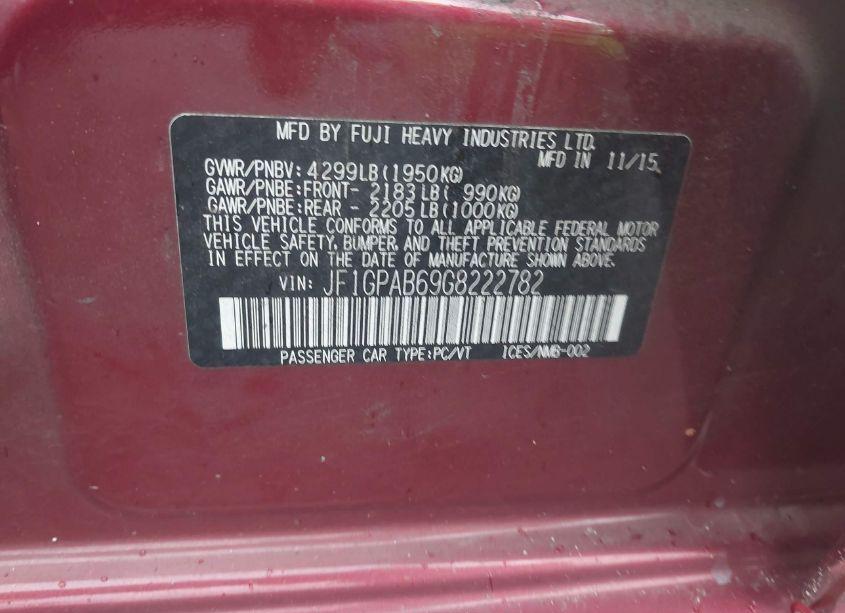 MFD BY FUJI HEAVY INDUSTRIES LTD.
MFD IN 11/15
GVWR/PNBV: 4299LB(1950KG)
GAWR/PNBE:FRONT- 2183LB( 990KG)
GAWR/PNBE:REAR - 2205LB(1000KG)
THIS VEHICLE CONFORMS TO ALL APPLICABLE FEDERAL MOTOR
VEHICLE SAFETY, BUMPER, AND THEFT PREVENTION STANDARDS
IN EFFECT ON THE DATE OF MANUFACTURE SHOWN ABOVE.
VIN: JF1GPAB69G8222782
PASSENGER CAR TYPE:PC/VT ICES/NMB-002